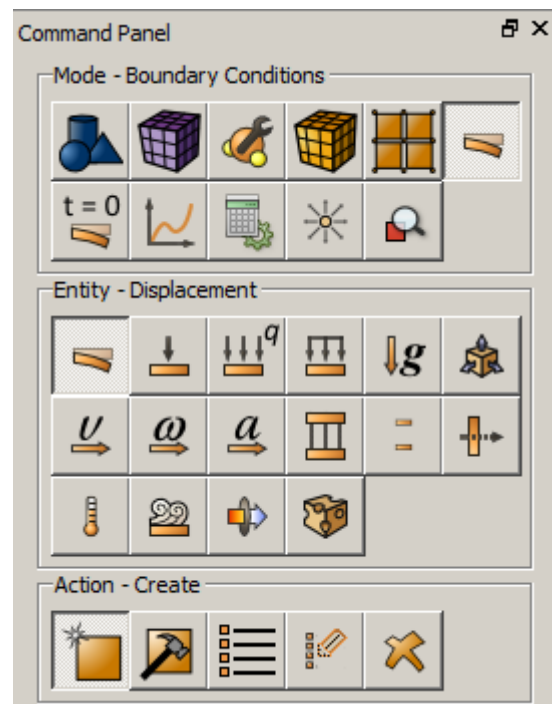 Command Panel
Mode - Boundary Conditions
t = 0
Entity - Displacement
q
g
υ ω a
Action - Create